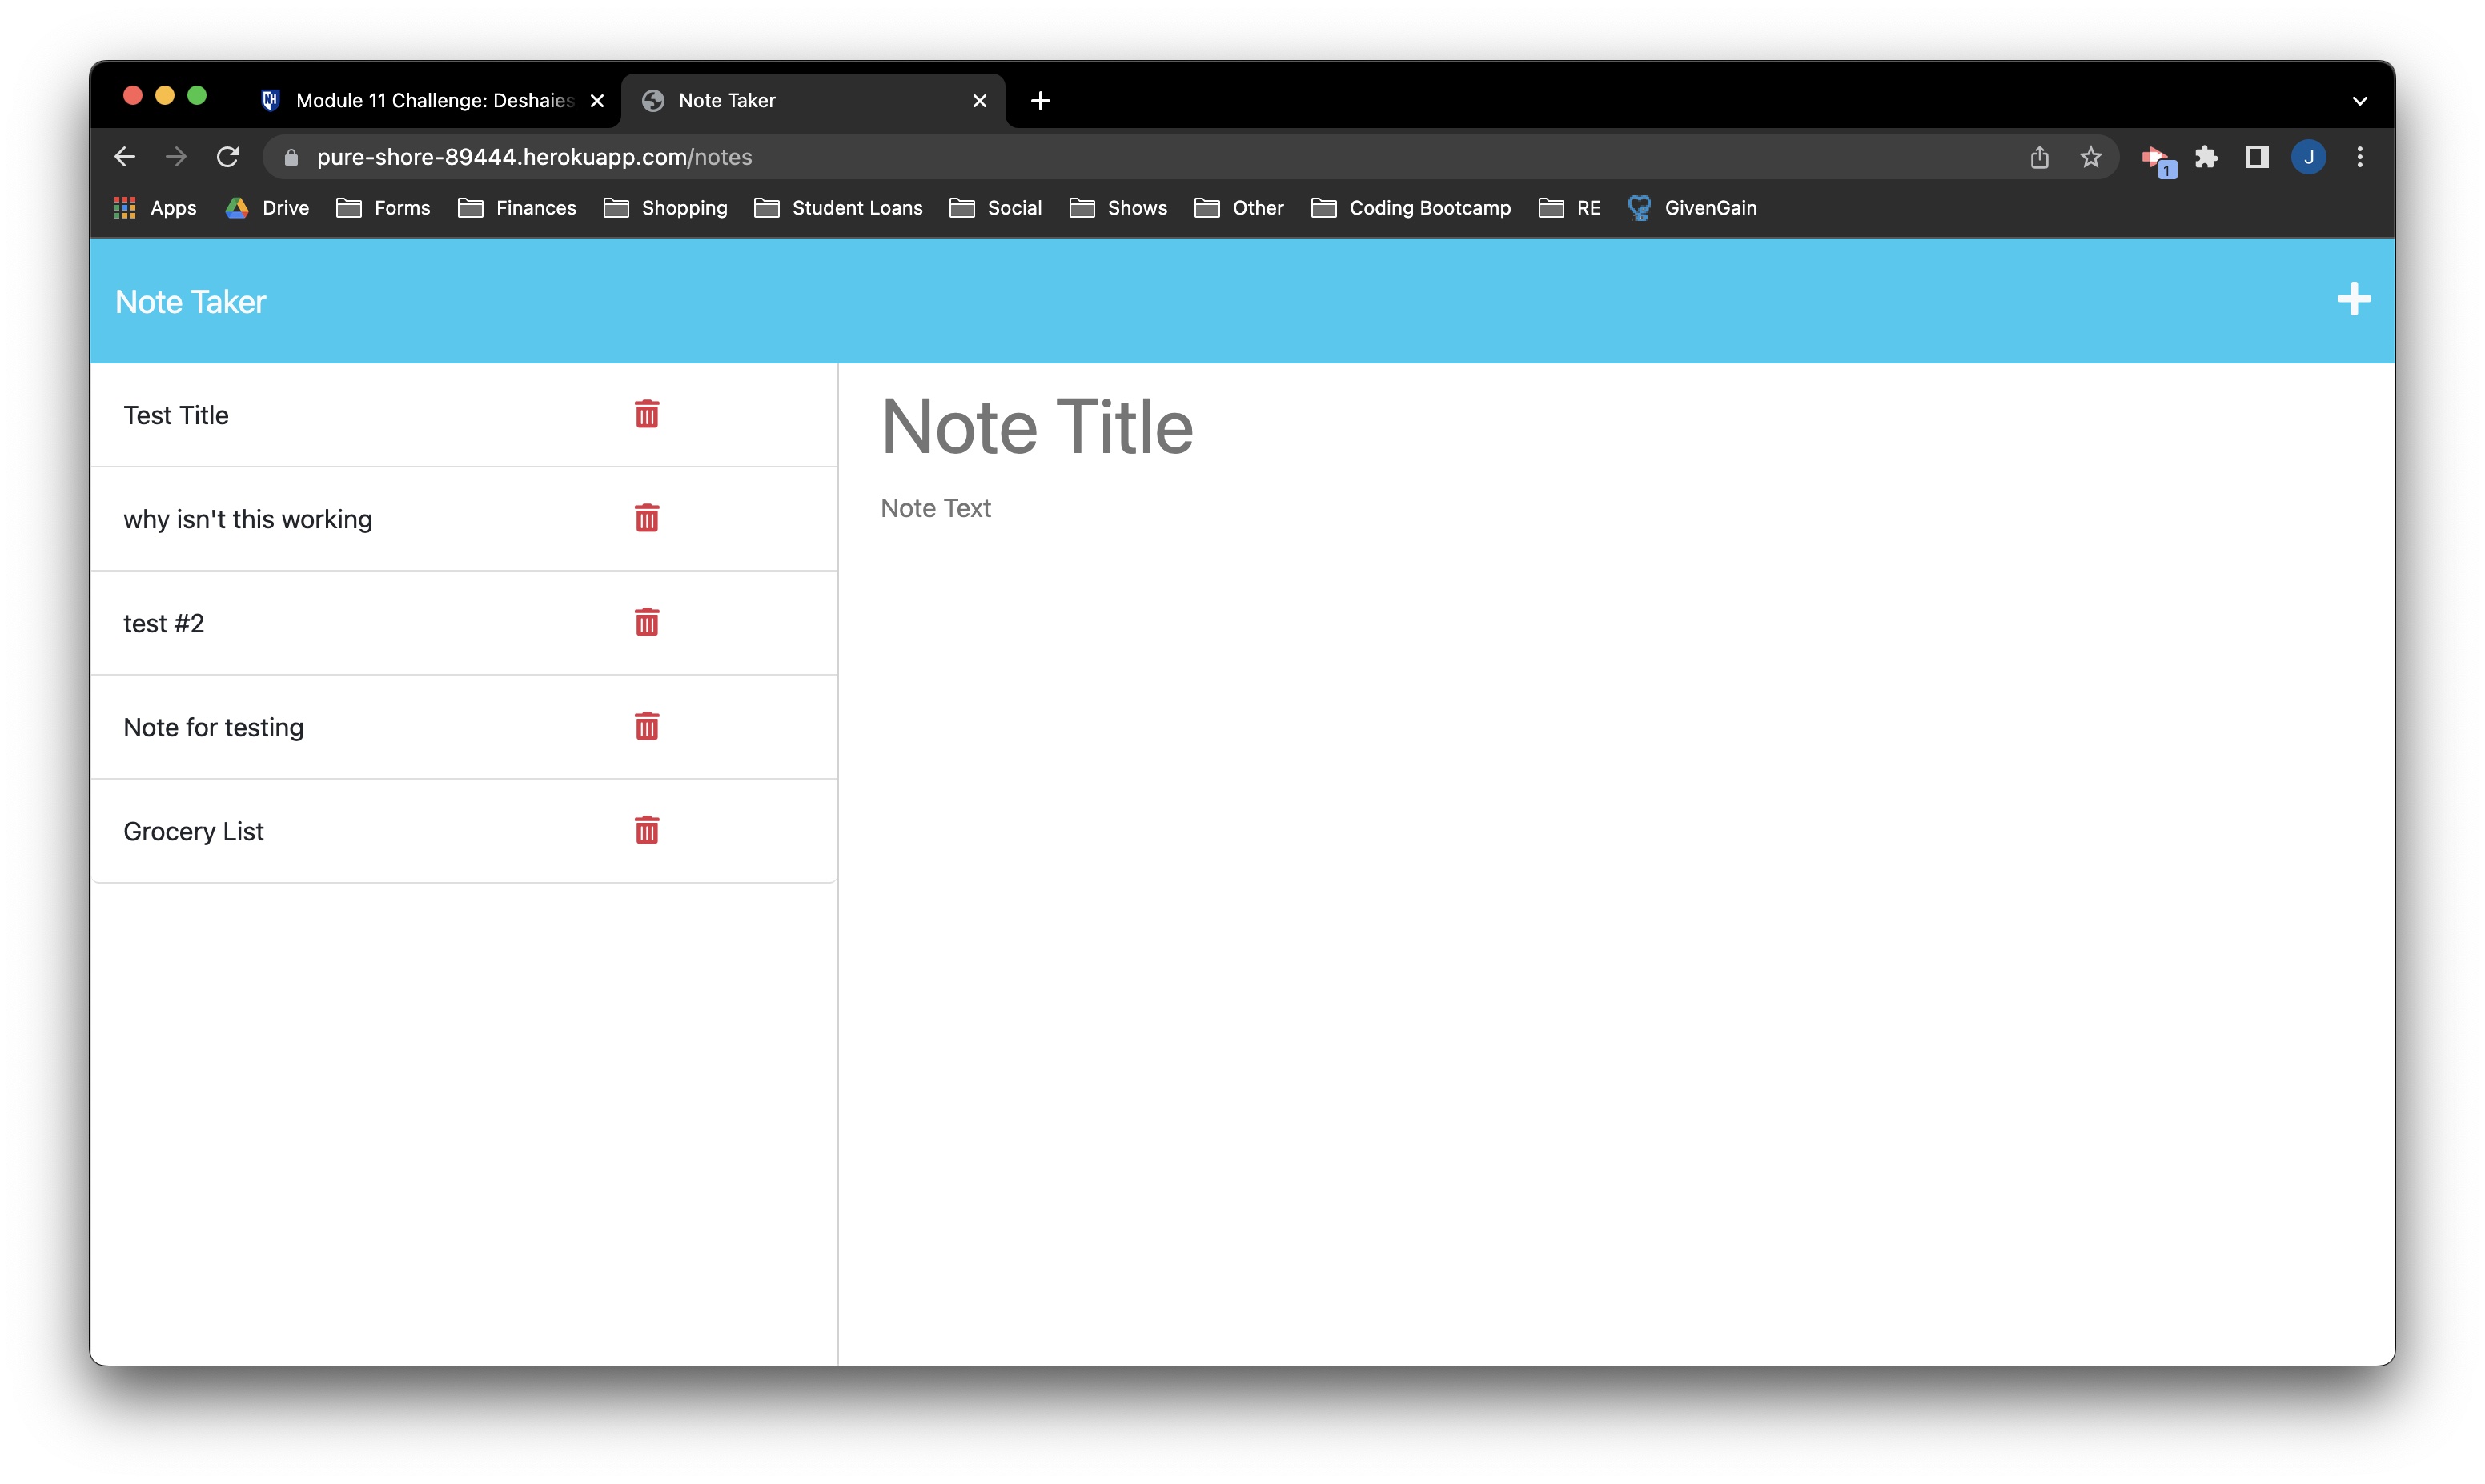 Module 11 Challenge: Deshaies
Note Taker
pure-shore-89444.herokuapp.com/notes
1
J
Apps Drive Forms Finances Shopping Student Loans Social Shows Other Coding Bootcamp RE GivenGain
Note Taker
Test Title
why isn't this working
test #2
Note for testing
Grocery List
Note Title
Note Text